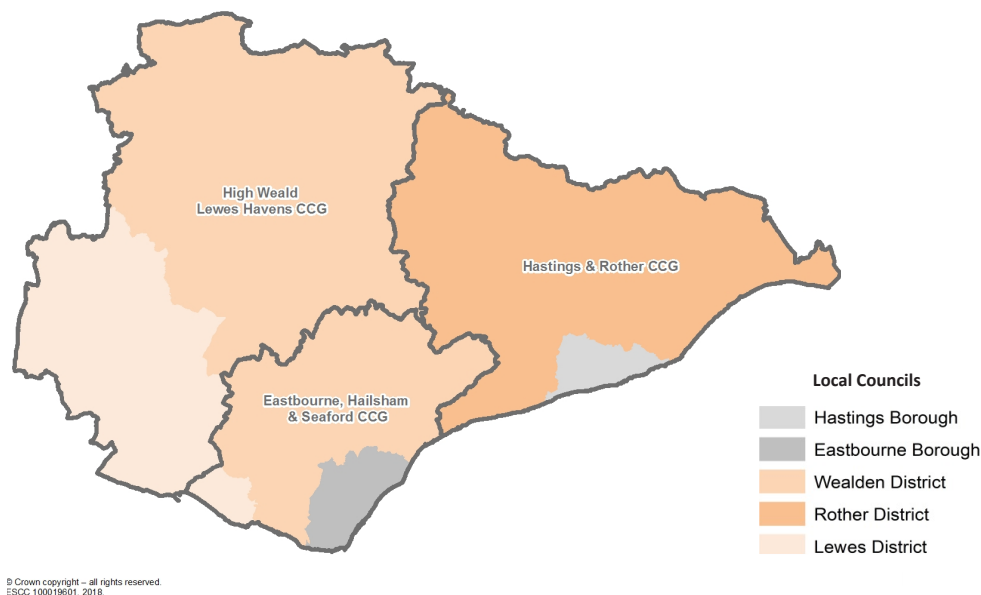 High Weald
Lewes Havens CCG
Hastings & Rother CCG
Eastbourne, Hailsham
& Seaford CCG
Local Councils
Hastings Borough
Eastbourne Borough
Wealden District
Rother District
Lewes District
© Crown copyright – all rights reserved.
ESCC 100019601, 2018.